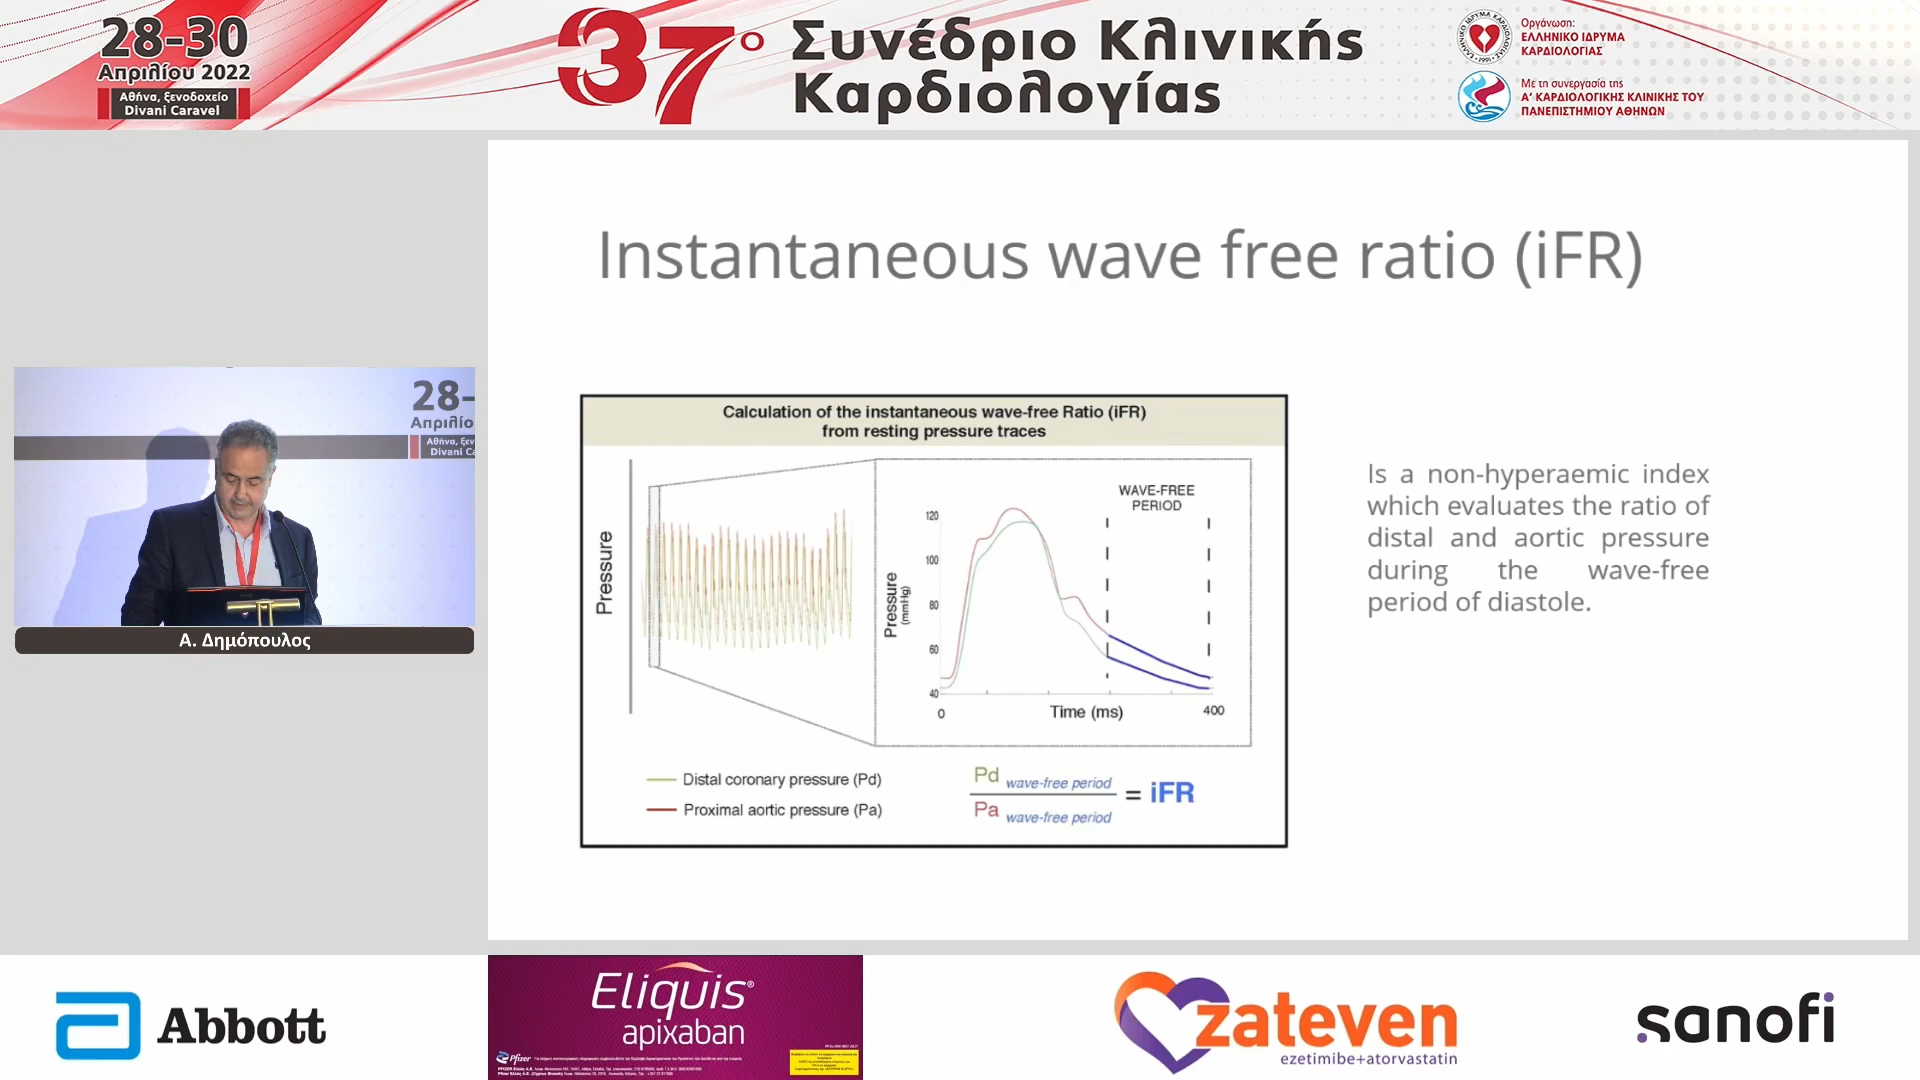 28-30
Απριλίου 2022
Αθήνα, ξενοδοχείο
Divani Caravel
37ο Συνέδριο Κλινικής
Καρδιολογίας
Οργάνωση:
ΕΛΛΗΝΙΚΟ ΙΔΡΥΜΑ
ΚΑΡΔΙΟΛΟΓΙΑΣ
Με τη συνεργασία της
Α' ΚΑΡΔΙΟΛΟΓΙΚΗΣ ΚΛΙΝΙΚΗΣ ΤΟΥ
ΠΑΝΕΠΙΣΤΗΜΙΟΥ ΑΘΗΝΩΝ
28-
Απριλίο
Αθήνα, ξεν
Divani Ca
Α. Δημόπουλος
Instantaneous wave free ratio (iFR)
Calculation of the instantaneous wave-free Ratio (iFR)
from resting pressure traces
Pressure
WAVE-FREE
PERIOD
Pressure
(mmHg)
120
100
80
60
40
0
Time (ms)
400
Distal coronary pressure (Pd)
Proximal aortic pressure (Pa)
Pd wave-free period
Pa wave-free period
= iFR
Is a non-hyperaemic index
which evaluates the ratio of
distal and aortic pressure
during the wave-free
period of diastole.
Abbott
Eliquis®
apixaban
Pfizer
zateven
ezetimibe+atorvastatin
sanofi